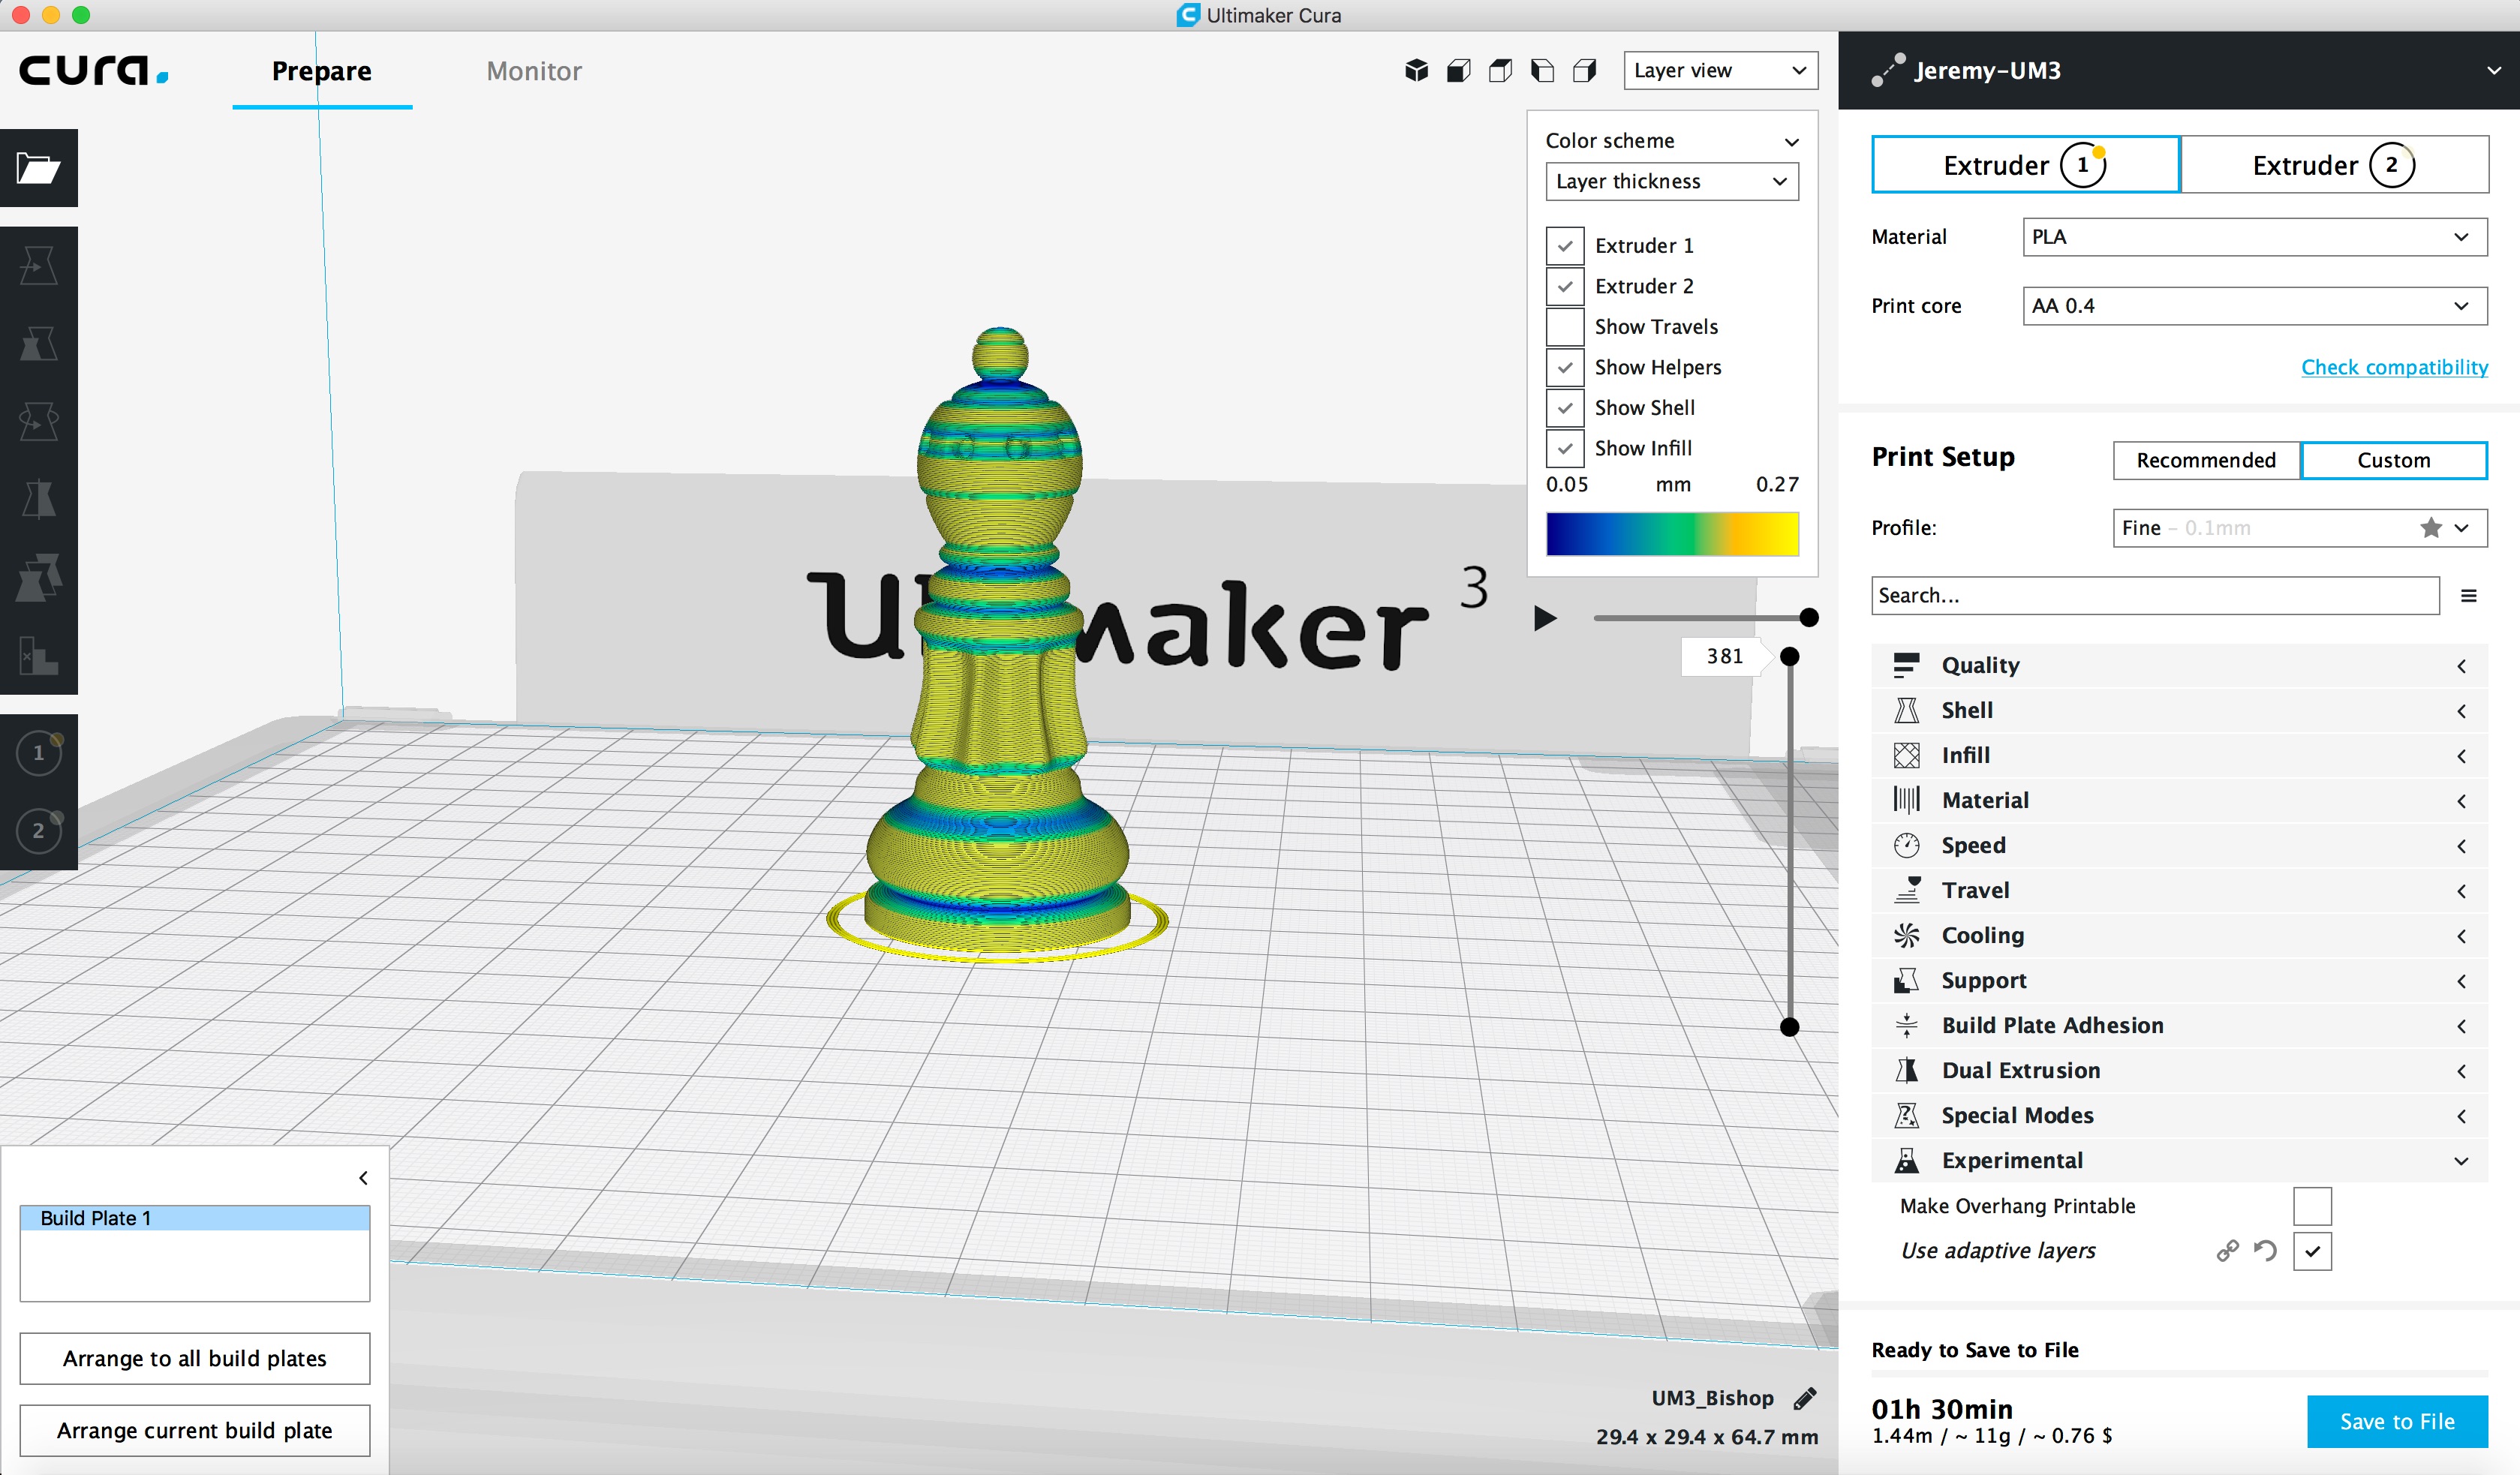 Ultimaker Cura
cura.
Prepare
Monitor
Layer view
Jeremy-UM3
Color scheme
Layer thickness
Extruder 1
Extruder 2
Show Travels
Show Helpers
Show Shell
Show Infill
0.05 mm 0.27
3
maker
381
Extruder 1
Extruder 2
Material PLA
Print core AA 0.4
Check compatibility
Print Setup Recommended Custom
Profile: Fine - 0.1mm
Search...
Quality
Shell
Infill
Material
Speed
Travel
Cooling
Support
Build Plate Adhesion
Dual Extrusion
Special Modes
Experimental
Make Overhang Printable
Use adaptive layers
Ready to Save to File
01h 30min
1.44m / ~ 11g / ~ 0.76 $
Save to File
1
2
Build Plate 1
Arrange to all build plates
Arrange current build plate
UM3_Bishop
29.4 x 29.4 x 64.7 mm